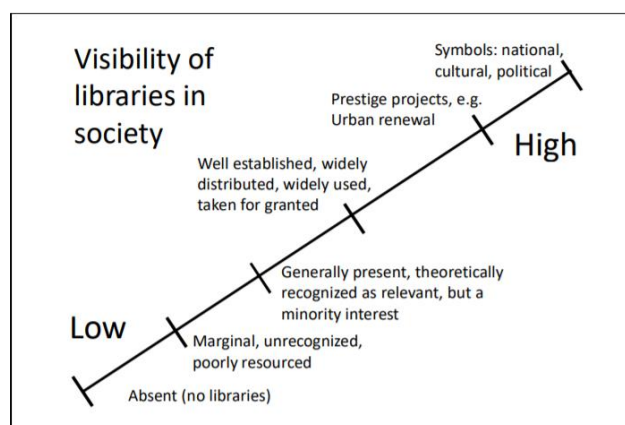 Visibility of
libraries in
society
Symbols: national,
cultural, political
Prestige projects, e.g.
Urban renewal
High
Well established, widely
distributed, widely used,
taken for granted
Generally present, theoretically
recognized as relevant, but a
minority interest
Low
Marginal, unrecognized,
poorly resourced
Absent (no libraries)